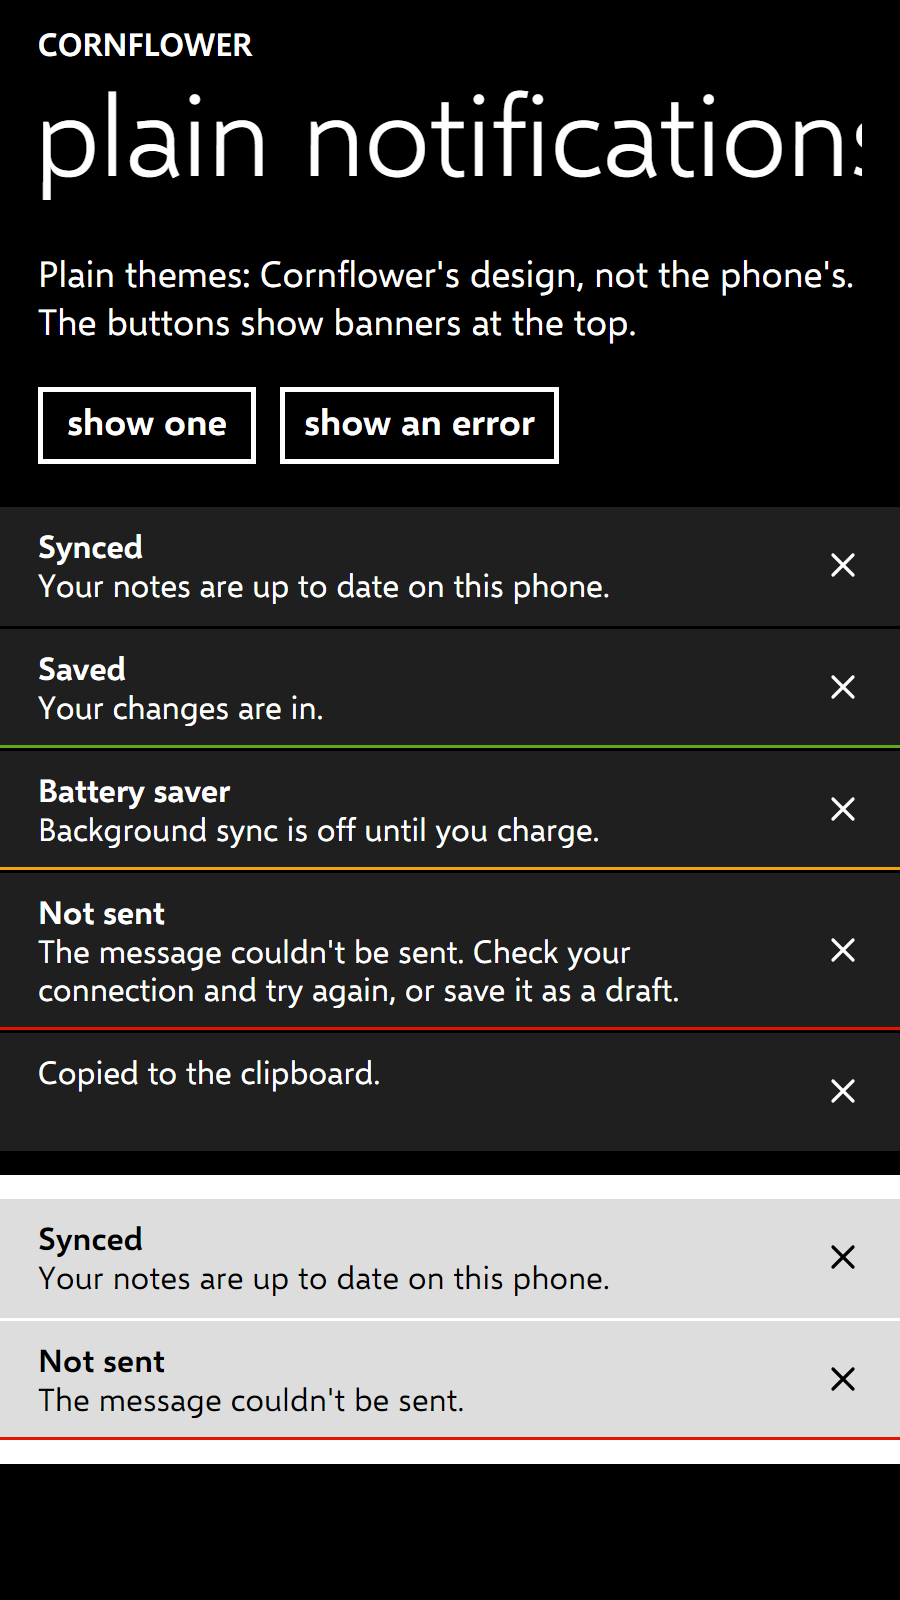 CORNFLOWER
plain notifications
Plain themes: Cornflower's design, not the phone's.
The buttons show banners at the top.
show one
show an error
Synced
Your notes are up to date on this phone.
Saved
Your changes are in.
Battery saver
Background sync is off until you charge.
Not sent
The message couldn't be sent. Check your
connection and try again, or save it as a draft.
Copied to the clipboard.
Synced
Your notes are up to date on this phone.
Not sent
The message couldn't be sent.